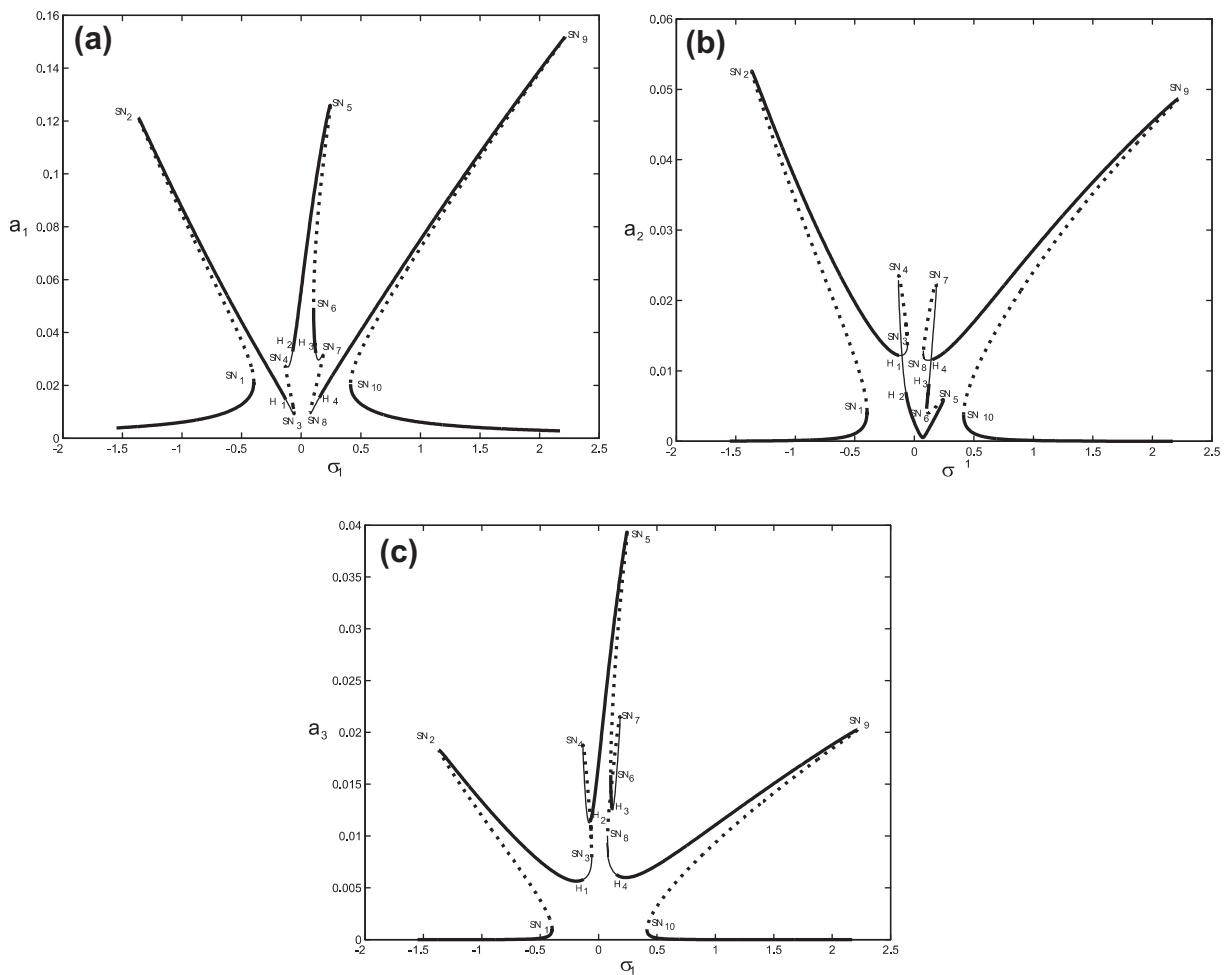 (a)
0.16
0.14
0.12
0.1
0.08
0.06
0.04
0.02
0
a1
SN2
SN5
SN9
SN6
H2
H3
SN7
SN4
SN1
H1
H4
SN10
SN3
SN8
-2
-1.5
-1
-0.5
0
0.5
1
1.5
2
2.5
σ1
(b)
0.06
0.05
0.04
0.03
0.02
0.01
0
a2
SN2
SN9
SN4
SN7
SN3
H1
SN8
H4
H3
H2
SN5
SN1
SN6
SN10
-2
-1.5
-1
-0.5
0
0.5
1
1.5
2
2.5
σ 1
(c)
0.04
0.035
0.03
0.025
0.02
0.015
0.01
0.005
0
a3
SN5
SN2
SN4
SN7
SN9
SN6
H3
H2
SN8
SN3
H1
H4
SN1
SN10
-2
-1.5
-1
-0.5
0
0.5
1
1.5
2
2.5
σ1